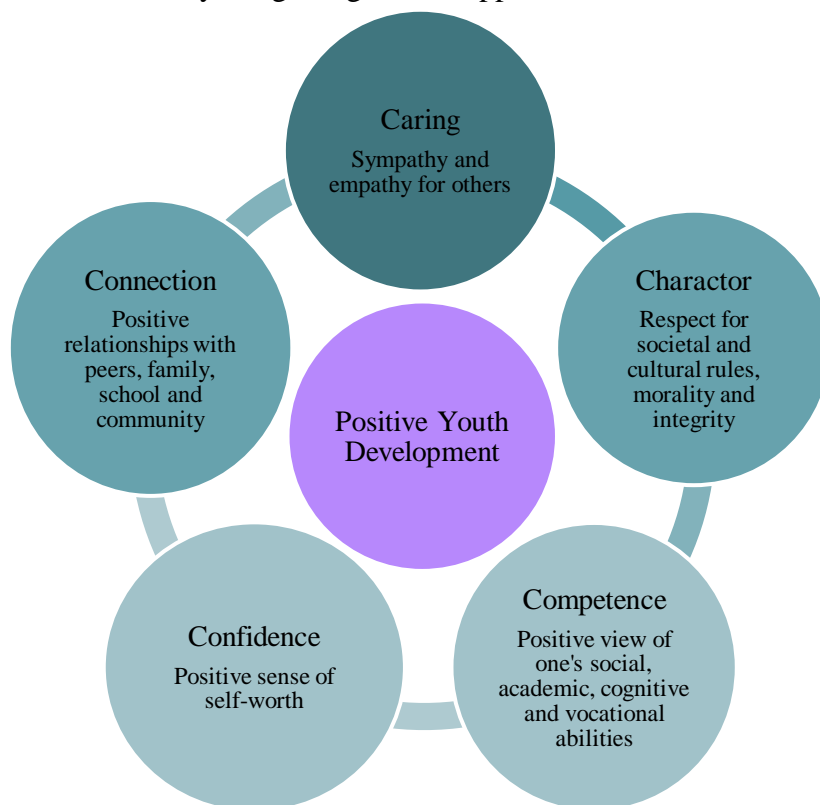 Caring
Sympathy and
empathy for others
Charactor
Respect for
societal and
cultural rules,
morality and
integrity
Competence
Positive view of
one's social,
academic, cognitive
and vocational
abilities
Confidence
Positive sense of
self-worth
Connection
Positive
relationships with
peers, family,
school and
community
Positive Youth
Development